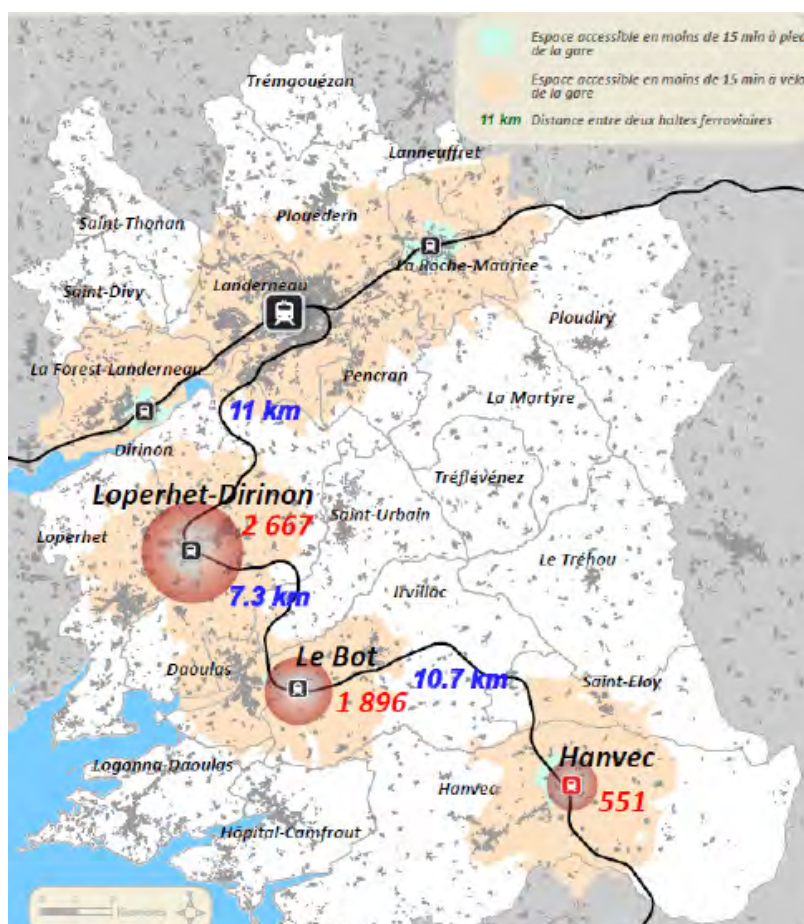 Espace accessible en moins de 15 min à pied
de la gare
Espace accessible en moins de 15 min à vélo
de la gare
11 km Distance entre deux haltes ferroviaires
Trémaouézan
Lanneuffret
Plouedern
Saint-Thonan
La Roche-Maurice
Saint-Divy
Landerneau
Ploudiry
La Forest-Landerneau
Pencran
La Martyre
11 km
Dirinon
Tréflévénez
Loperhet-Dirinon
2 667
Saint-Urbain
Loperhet
Le Tréhou
7.3 km
Irvillac
Le Bot
Daoulas
10.7 km
Saint-Eloy
1 896
Hanvec
Logonna-Daoulas
Hanvec
551
Hôpital-Camfrout